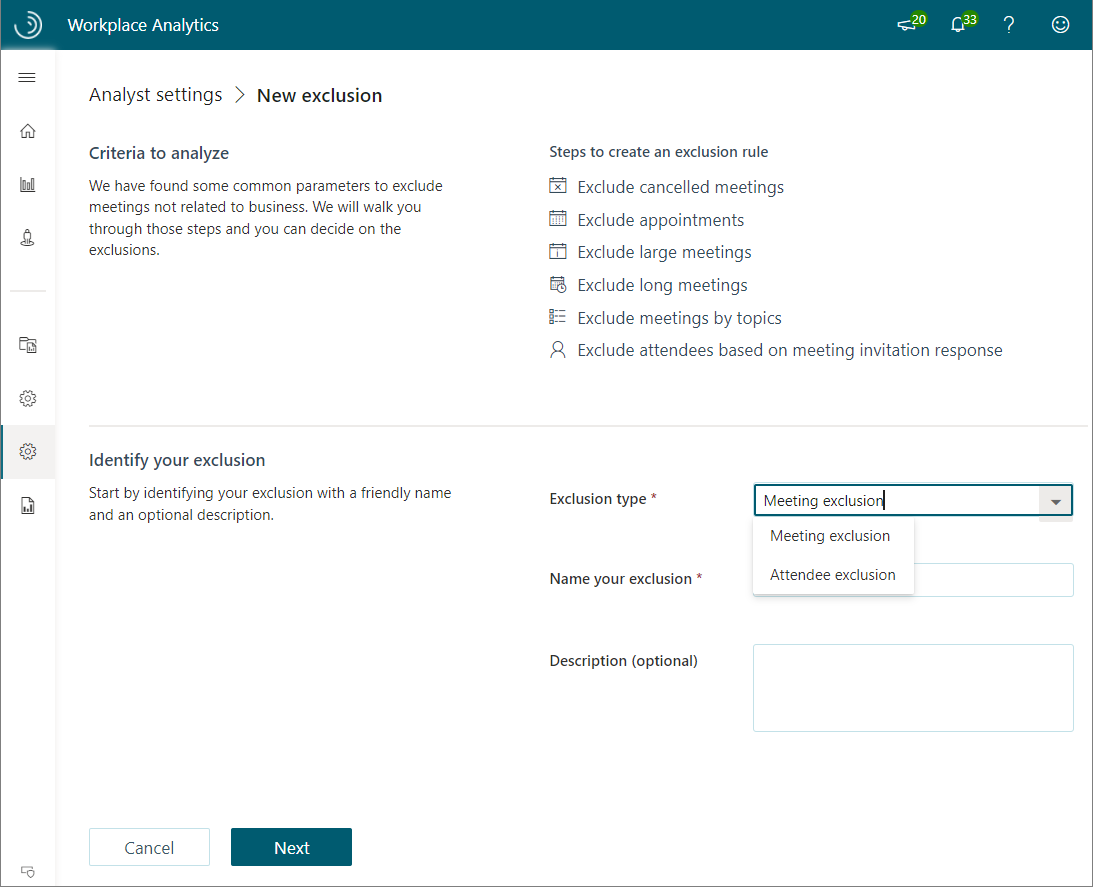 Workplace Analytics
20
33
Analyst settings > New exclusion
Criteria to analyze
We have found some common parameters to exclude
meetings not related to business. We will walk you
through those steps and you can decide on the
exclusions.
Steps to create an exclusion rule
Exclude cancelled meetings
Exclude appointments
Exclude large meetings
Exclude long meetings
Exclude meetings by topics
Exclude attendees based on meeting invitation response
Identify your exclusion
Start by identifying your exclusion with a friendly name
and an optional description.
Exclusion type *
Meeting exclusion
Meeting exclusion
Attendee exclusion
Name your exclusion *
Description (optional)
Cancel
Next